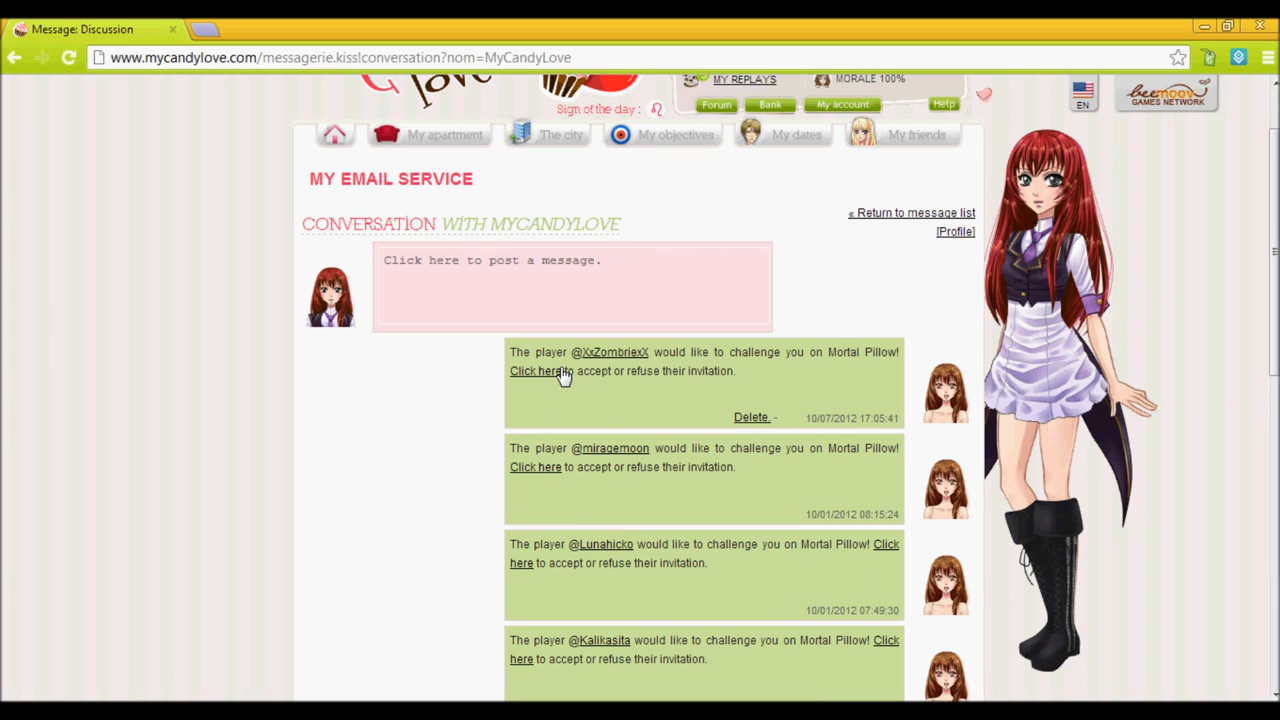 Message: Discussion
www.mycandylove.com/messagerie.kiss!conversation?nom=MyCandyLove
love
MY REPLAYS
MORALE 100%
Sign of the day :
Forum
Bank
My account
Help
EN
beemoov
GAMES NETWORK
My apartment
The city
My objectives
My dates
My friends
MY EMAIL SERVICE
CONVERSATION WITH MYCANDYLOVE
« Return to message list
[Profile]
Click here to post a message.
The player @XxZombriexX would like to challenge you on Mortal Pillow!
Click here to accept or refuse their invitation.
Delete. - 10/07/2012 17:05:41
The player @miragemoon would like to challenge you on Mortal Pillow!
Click here to accept or refuse their invitation.
10/01/2012 08:15:24
The player @Lunahicko would like to challenge you on Mortal Pillow! Click
here to accept or refuse their invitation.
10/01/2012 07:49:30
The player @Kalikasita would like to challenge you on Mortal Pillow! Click
here to accept or refuse their invitation.